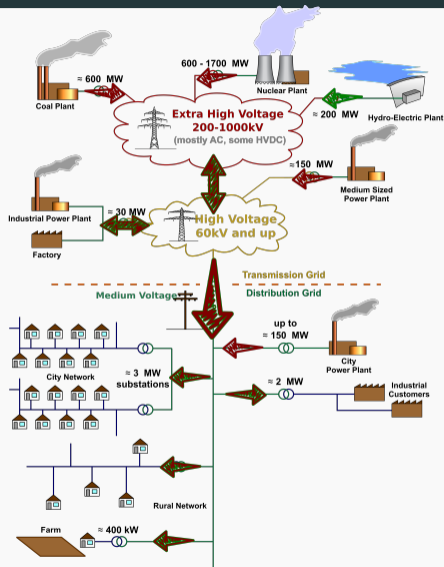 600 - 1700 MW
≈ 600 MW
Nuclear Plant
Coal Plant
Extra High Voltage
200-1000kV
(mostly AC, some HVDC)
≈ 200 MW
Hydro-Electric Plant
≈150 MW
Medium Sized
Power Plant
≈ 30 MW
Industrial Power Plant
High Voltage
60kV and up
Factory
Transmission Grid
Medium Voltage
Distribution Grid
up to
≈ 150 MW
City
Power Plant
City Network
≈ 3 MW
substations
≈ 2 MW
Industrial
Customers
Rural Network
Farm
≈ 400 kW